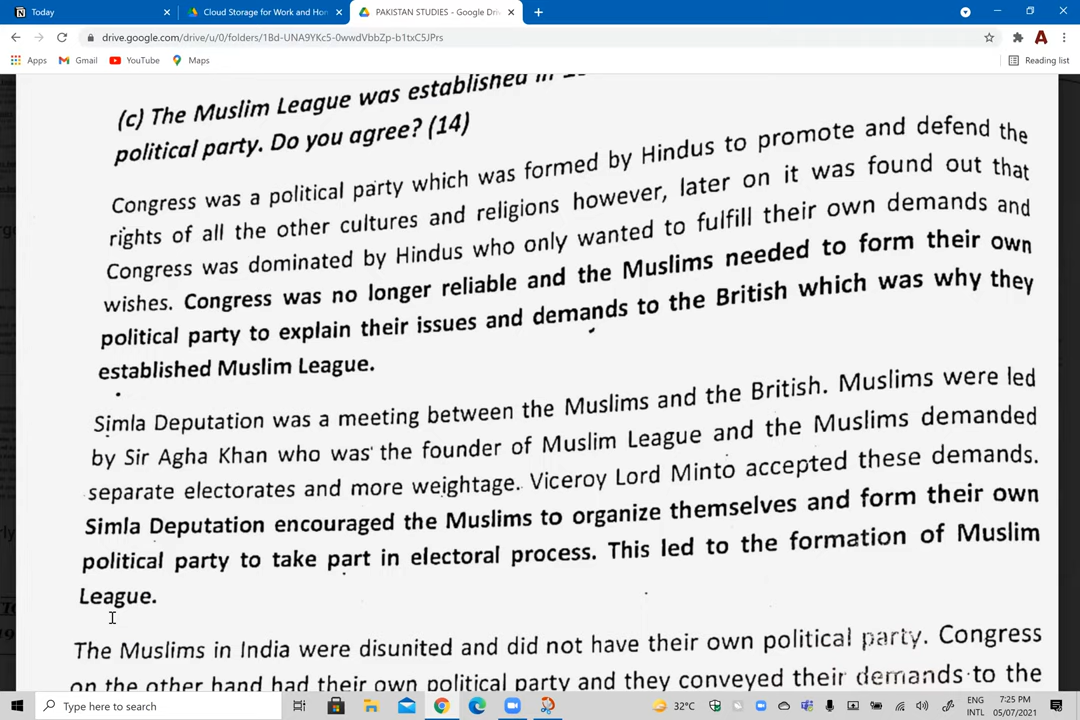 Today
Cloud Storage for Work and Hon
PAKISTAN STUDIES - Google Dri
drive.google.com/drive/u/0/folders/1Bd-UNA9YKc5-0wwdVbbZp-b1txC5JPrs
Apps Gmail YouTube Maps Reading list
(c) The Muslim League was established in
political party. Do you agree? (14)
Congress was a political party which was formed by Hindus to promote and defend the
rights of all the other cultures and religions however, later on it was found out that
Congress was dominated by Hindus who only wanted to fulfill their own demands and
wishes. Congress was no longer reliable and the Muslims needed to form their own
political party to explain their issues and demands to the British which was why they
established Muslim League.
Simla Deputation was a meeting between the Muslims and the British. Muslims were led
by Sir Agha Khan who was the founder of Muslim League and the Muslims demanded
separate electorates and more weightage. Viceroy Lord Minto accepted these demands.
Simla Deputation encouraged the Muslims to organize themselves and form their own
political party to take part in electoral process. This led to the formation of Muslim
League.
The Muslims in India were disunited and did not have their own political party. Congress
on the other hand had their own political party and they conveyed their demands to the
Type here to search
32°C
ENG
INTL
7:25 PM
05/07/2021